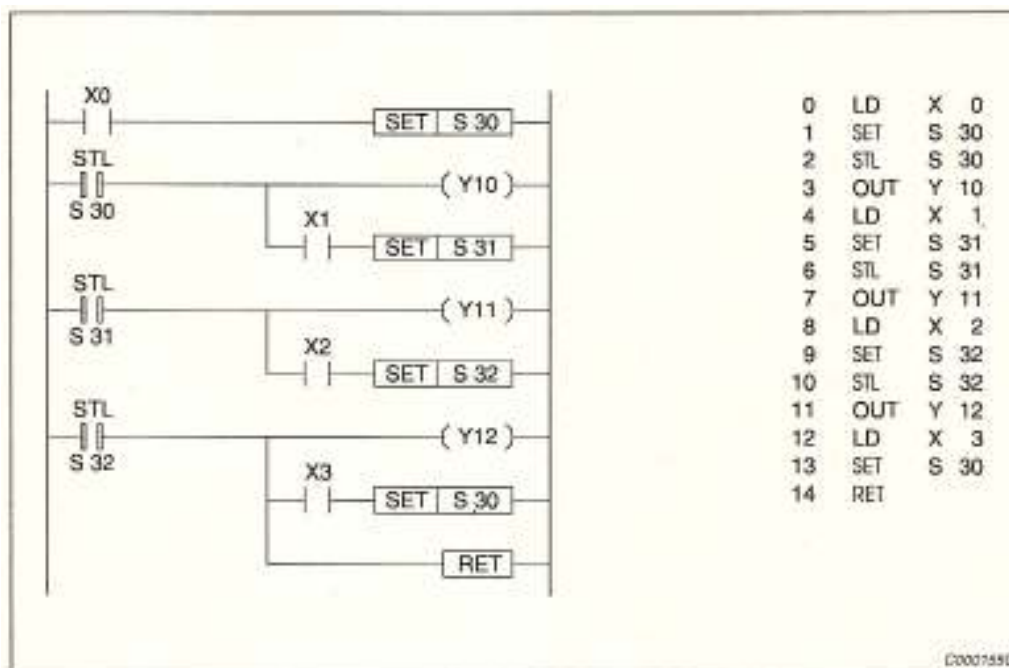 X0
SET S 30
STL
S 30
( Y10 )
X1
SET S 31
STL
S 31
( Y11 )
X2
SET S 32
STL
S 32
( Y12 )
X3
SET S 30
RET
0 LD X 0
1 SET S 30
2 STL S 30
3 OUT Y 10
4 LD X 1
5 SET S 31
6 STL S 31
7 OUT Y 11
8 LD X 2
9 SET S 32
10 STL S 32
11 OUT Y 12
12 LD X 3
13 SET S 30
14 RET